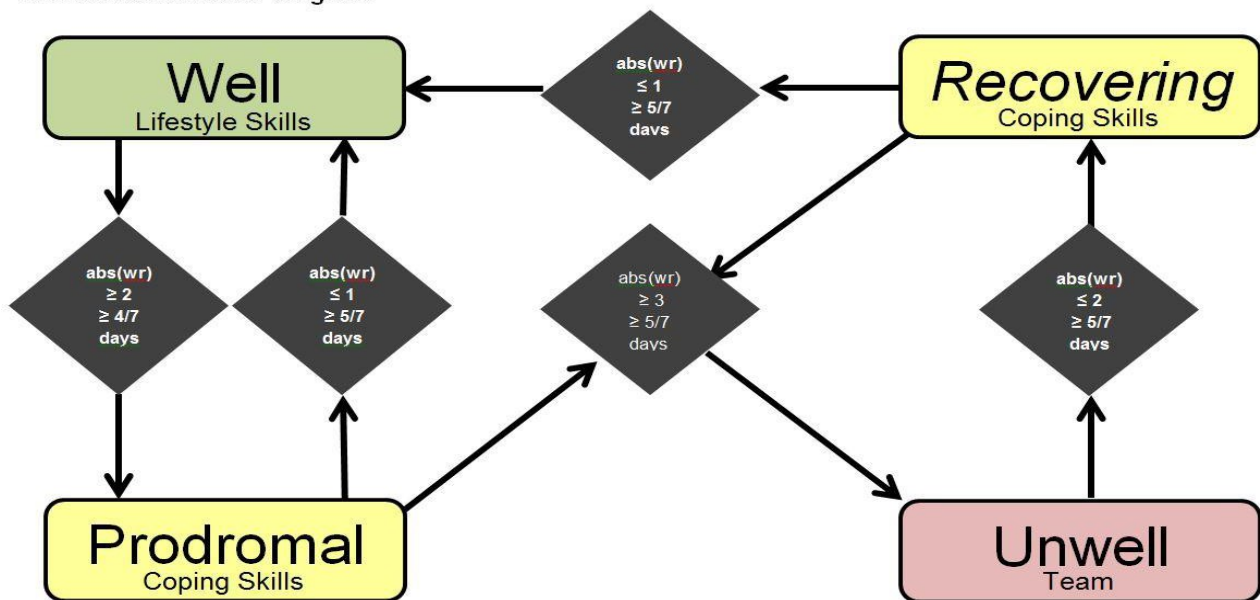 Well
Lifestyle Skills
abs(wr)
≤ 1
≥ 5/7
days
Recovering
Coping Skills
abs(wr)
≥ 2
≥ 4/7
days
abs(wr)
≤ 1
≥ 5/7
days
abs(wr)
≥ 3
≥ 5/7
days
abs(wr)
≤ 2
≥ 5/7
days
Prodromal
Coping Skills
Unwell
Team